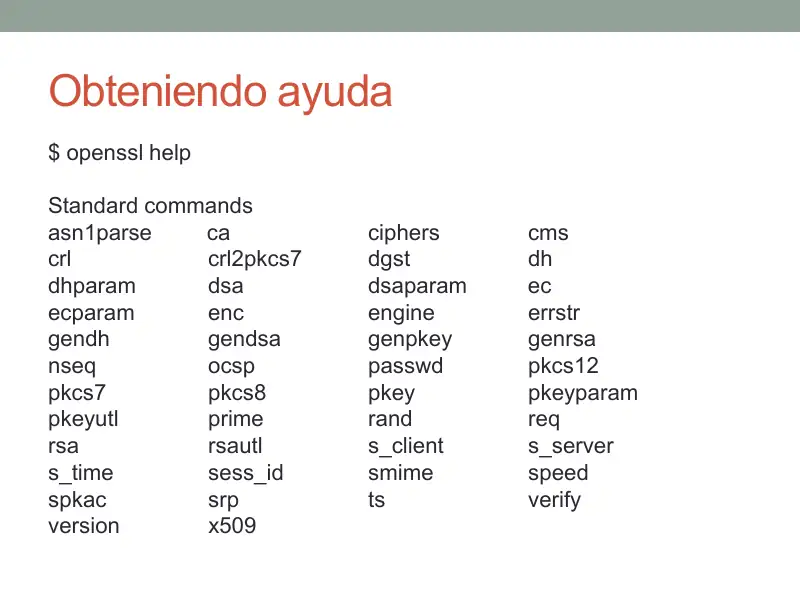 Obteniendo ayuda
$ openssl help
Standard commands
asn1parse ca ciphers cms
crl crl2pkcs7 dgst dh
dhparam dsa dsaparam ec
ecparam enc engine errstr
gendh gendsa genpkey genrsa
nseq ocsp passwd pkcs12
pkcs7 pkcs8 pkey pkeyparam
pkeyutl prime rand req
rsa rsautl s_client s_server
s_time sess_id smime speed
spkac srp ts verify
version x509